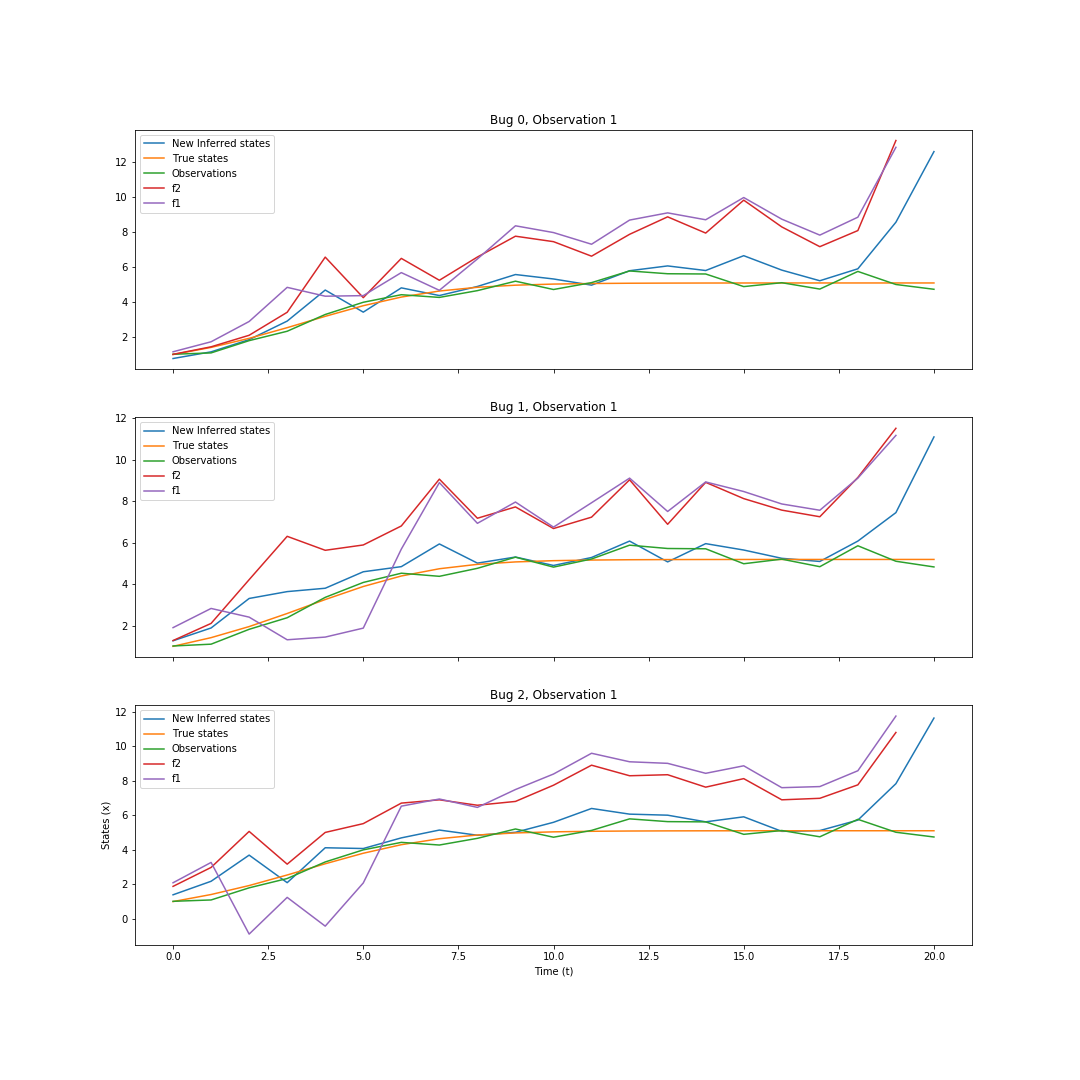 Bug 0, Observation 1
New Inferred states
True states
Observations
f2
f1
12
10
8
6
4
2
Bug 1, Observation 1
New Inferred states
True states
Observations
f2
f1
12
10
8
6
4
2
Bug 2, Observation 1
New Inferred states
True states
Observations
f2
f1
12
10
8
6
4
2
0
States (x)
0.0 2.5 5.0 7.5 10.0 12.5 15.0 17.5 20.0
Time (t)